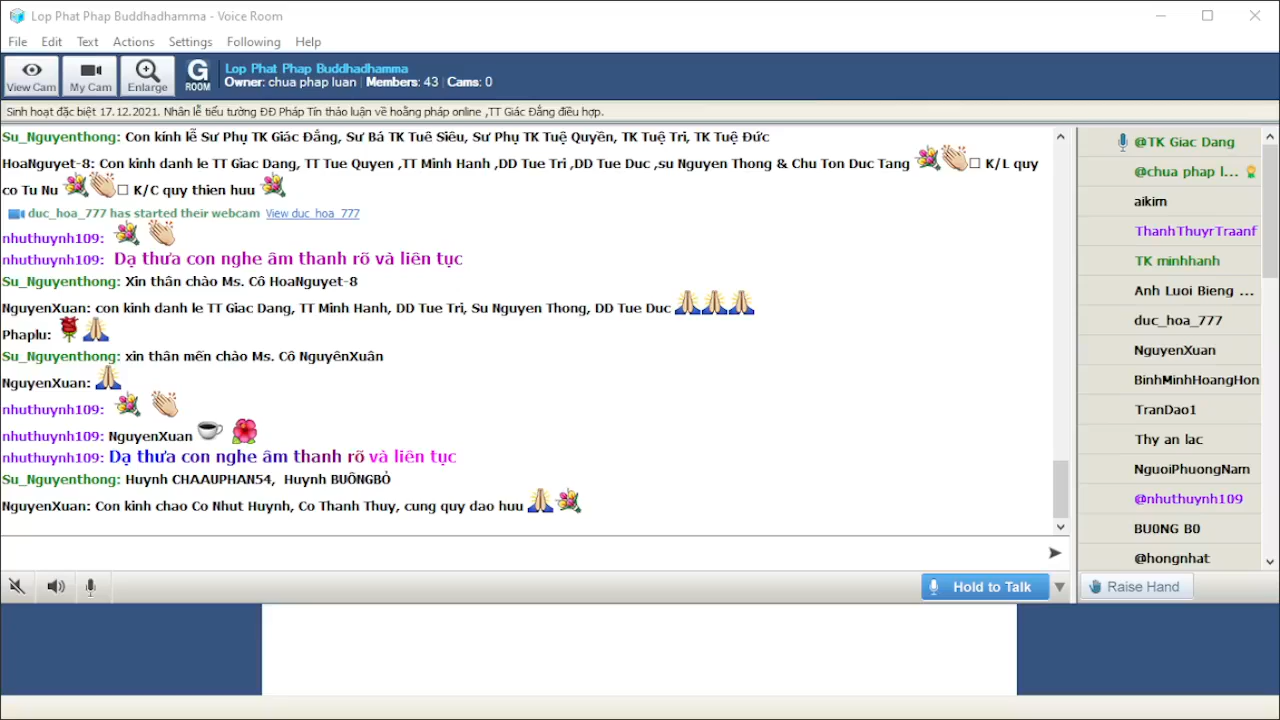 Lop Phat Phap Buddhadhamma - Voice Room
File Edit Text Actions Settings Following Help
View Cam My Cam Enlarge G ROOM
Lop Phat Phap Buddhadhamma
Owner: chua phap luan | Members: 43 | Cams: 0
Sinh hoạt đặc biệt 17.12.2021. Nhân lễ tiểu tường ĐĐ Pháp Tín thảo luận về hoằng pháp online ,TT Giác Đẳng điều hợp.
Su_Nguyenthong: Con kính lễ Sư Phụ TK Giác Đẳng, Sư Bá TK Tuê Siêu, Sư Phụ TK Tuệ Quyền, TK Tuệ Tri, TK Tuệ Đức
HoaNguyet-8: Con kinh danh le TT Giac Dang, TT Tue Quyen ,TT Minh Hanh ,DD Tue Tri ,DD Tue Duc ,su Nguyen Thong & Chu Ton Duc Tang K/L quy
co Tu Nu K/C quy thien huu
duc_hoa_777 has started their webcam View duc_hoa_777
nhuthuynh109:
nhuthuynh109: Dạ thưa con nghe âm thanh rõ và liên tục
Su_Nguyenthong: Xin thân chào Ms. Cô HoaNguyet-8
NguyenXuan: con kinh danh le TT Giac Dang, TT Minh Hanh, DD Tue Tri, Su Nguyen Thong, DD Tue Duc
Phaplu:
Su_Nguyenthong: xin thân mến chào Ms. Cô NguyênXuân
NguyenXuan:
nhuthuynh109:
nhuthuynh109: NguyenXuan
nhuthuynh109: Dạ thưa con nghe âm thanh rõ và liên tục
Su_Nguyenthong: Huynh CHAAUPHAN54, Huynh BUÔNGBỎ
NguyenXuan: Con kinh chao Co Nhut Huynh, Co Thanh Thuy, cung quy dao huu
@TK Giac Dang
@chua phap l...
aikim
ThanhThuyrTraanf
TK minhhanh
Anh Luoi Bieng ...
duc_hoa_777
NguyenXuan
BinhMinhHoangHon
TranDao1
Thy an lac
NguoiPhuongNam
@nhuthuynh109
BU0NG B0
@hongnhat
Hold to Talk
Raise Hand